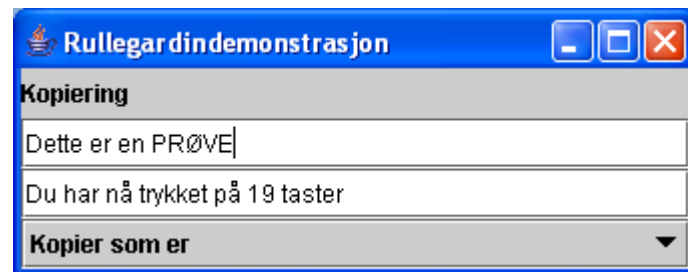 Rullegardindemonstrasjon
Kopiering
Dette er en PRØVE
Du har nå trykket på 19 taster
Kopier som er